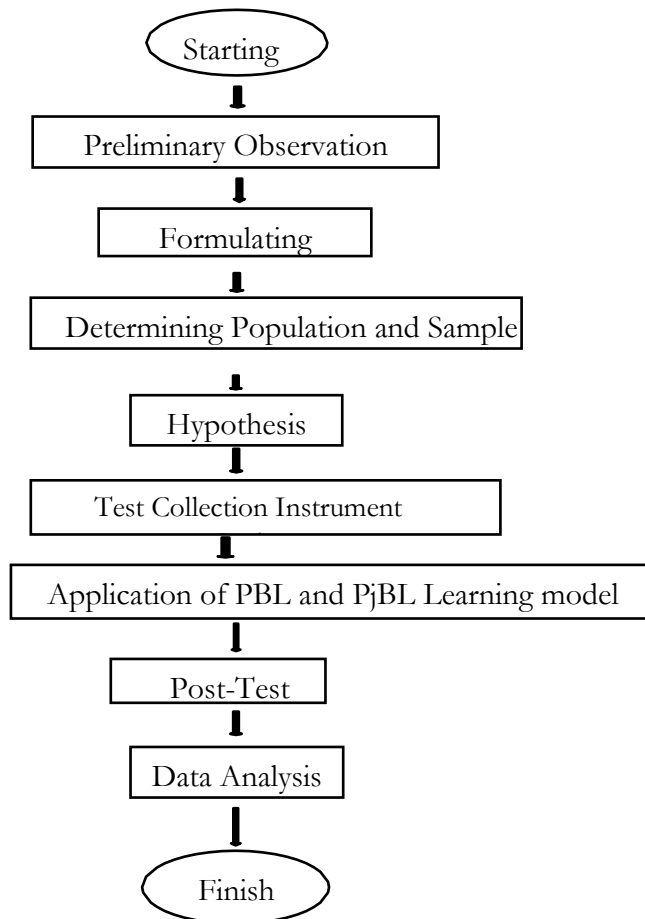 Starting
Preliminary Observation
Formulating
Determining Population and Sample
Hypothesis
Test Collection Instrument
Application of PBL and PjBL Learning model
Post-Test
Data Analysis
Finish